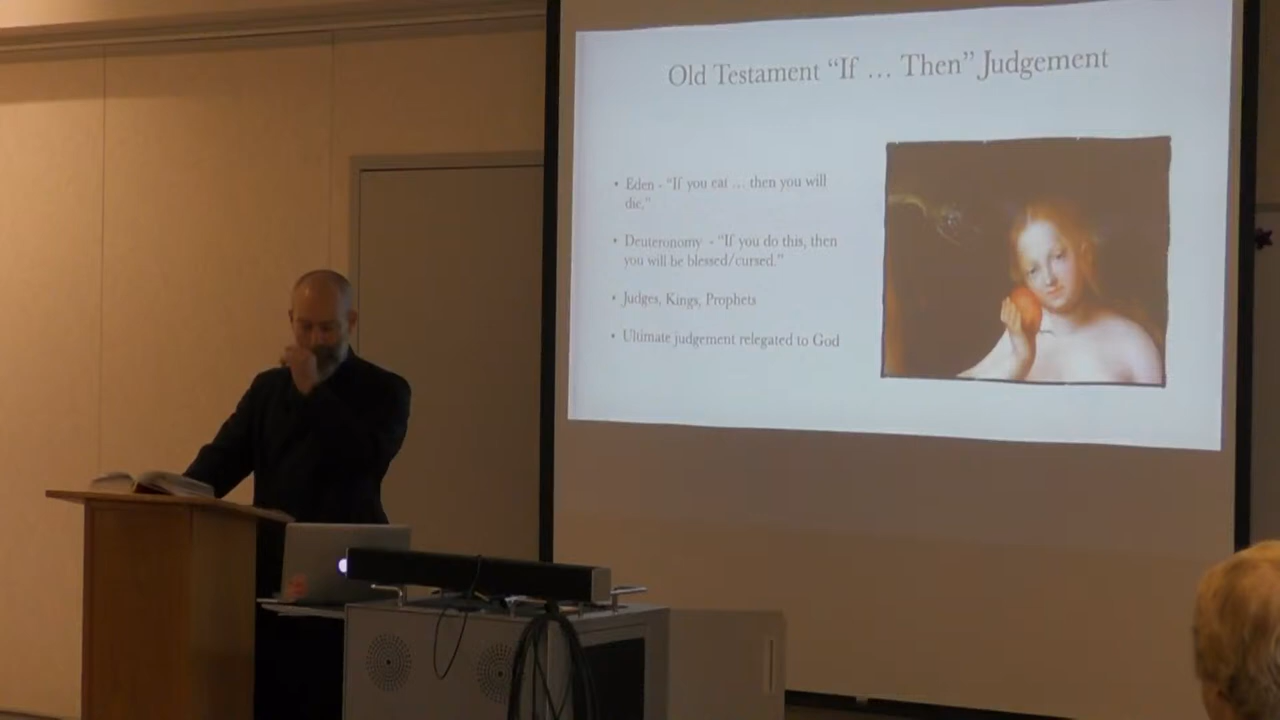 Old Testament “If … Then” Judgement
• Eden - “If you eat … then you will
die.”
• Deuteronomy - “If you do this, then
you will be blessed/cursed.”
• Judges, Kings, Prophets
• Ultimate judgement relegated to God